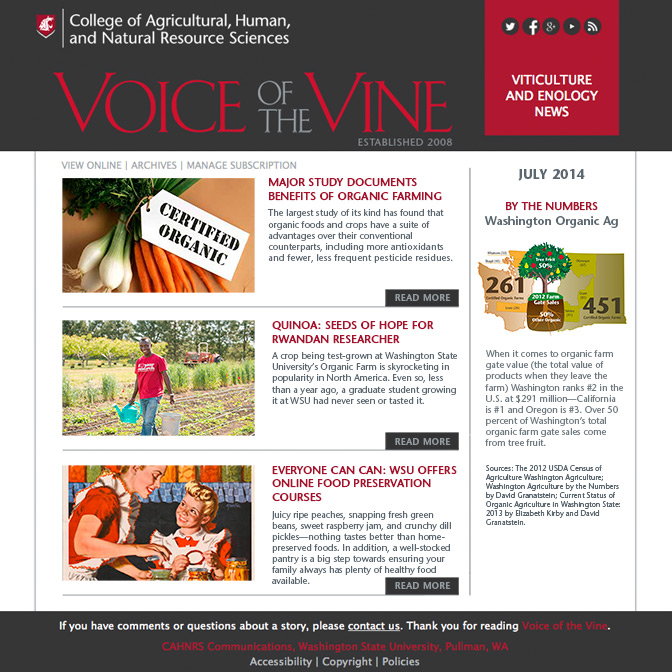 College of Agricultural, Human,
and Natural Resource Sciences
VOICE OF THE VINE
ESTABLISHED 2008
VITICULTURE
AND ENOLOGY
NEWS
VIEW ONLINE | ARCHIVES | MANAGE SUBSCRIPTION
CERTIFIED
ORGANIC
MAJOR STUDY DOCUMENTS
BENEFITS OF ORGANIC FARMING
The largest study of its kind has found that
organic foods and crops have a suite of
advantages over their conventional
counterparts, including more antioxidants
and fewer, less frequent pesticide residues.
READ MORE
QUINOA: SEEDS OF HOPE FOR
RWANDAN RESEARCHER
A crop being test-grown at Washington State
University's Organic Farm is skyrocketing in
popularity in North America. Even so, less
than a year ago, a graduate student growing
it at WSU had never seen or tasted it.
READ MORE
EVERYONE CAN CAN: WSU OFFERS
ONLINE FOOD PRESERVATION
COURSES
Juicy ripe peaches, snapping fresh green
beans, sweet raspberry jam, and crunchy dill
pickles—nothing tastes better than home-
preserved foods. In addition, a well-stocked
pantry is a big step towards ensuring your
family always has plenty of healthy food
available.
READ MORE
JULY 2014
BY THE NUMBERS
Washington Organic Ag
Tree Fruit
50%
261
Certified Organic Farms
2012 Farm
Gate Sales
451
Certified Organic Farms
50%
Other Organic
When it comes to organic farm
gate value (the total value of
products when they leave the
farm) Washington ranks #2 in the
U.S. at $291 million—California
is #1 and Oregon is #3. Over 50
percent of Washington's total
organic farm gate sales come
from tree fruit.
Sources: The 2012 USDA Census of
Agriculture Washington Agriculture;
Washington Agriculture by the Numbers
by David Granatstein; Current Status of
Organic Agriculture in Washington State:
2013 by Elizabeth Kirby and David
Granatstein.
If you have comments or questions about a story, please contact us. Thank you for reading Voice of the Vine.
CAHNRS Communications, Washington State University, Pullman, WA
Accessibility | Copyright | Policies